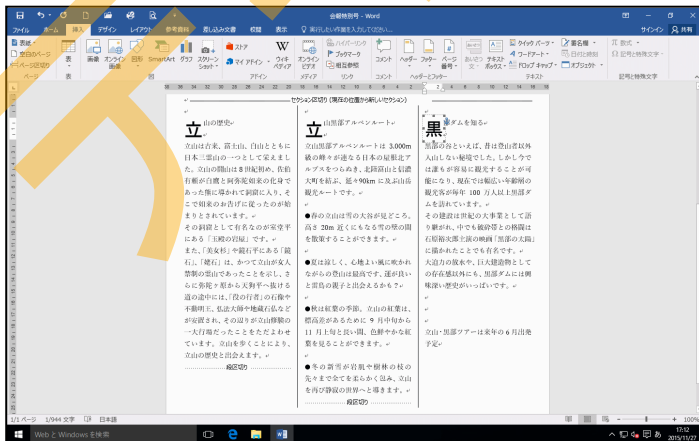 会報特別号 - Word
サインイン 共有
ファイル ホーム 挿入 デザイン レイアウト 参考資料 差し込み文書 校閲 表示 実行したい作業を入力してください...
表紙
空白のページ
ページ区切り
表 画像 オンライン画像 図形 SmartArt グラフ スクリーンショット
ストア
マイ アドイン
ウィキペディア
オンラインビデオ
ハイパーリンク
ブックマーク
相互参照
コメント
ヘッダー フッター ページ番号
あいさつ文 テキストボックス
クイック パーツ
ワードアート
ドロップ キャップ
署名欄
日付と時刻
オブジェクト
数式
記号と特殊文字
ページ 表 図 アドイン メディア リンク コメント ヘッダーとフッター テキスト 記号と特殊文字
セクション区切り (現在の位置から新しいセクション)
立山の歴史
立山は古来、富士山、白山とともに
日本三霊山の一つとして栄えまし
た。立山の開山は8世紀初め、佐伯
有頼が白鷹と阿弥陀如来の化身で
あった熊に導かれて洞窟に入り、そ
こで如来のお告げに従ったのが始
まりとされています。
その洞窟として有名なのが室堂平
にある「玉殿の岩屋」です。
また、「美女杉」や鏡石平にある「鏡
石」、「姥石」は、かつて立山が女人
禁制の霊山であったことを示し、さ
らに弥陀ヶ原から天狗平へ抜ける
道の途中には、「役の行者」の石像や
不動明王、弘法大師や地蔵石仏など
が安置され、その辺りが立山修験の
一大行場だったことをただよわせ
ています。立山を歩くことにより、
立山の歴史と出会えます。
段区切り
立山黒部アルペンルート
立山黒部アルペンルートは 3,000m
級の峰々が連なる日本の屋根北ア
ルプスをつらぬき、北陸富山と信濃
大町を結ぶ、延々90km に及ぶ山岳
観光ルートです。
●春の立山は雪の大谷が見どころ。
高さ 20m 近くにもなる雪の壁の間
を散策することができます。
●夏は涼しく、心地よい風に吹かれ
ながらの登山は最高です。運が良い
と雷鳥の親子と出会えるかも？
●秋は紅葉の季節。立山の紅葉は、
標高差があるために 9 月中旬から
11 月上旬と長い間、色鮮やかな紅
葉を見ることができます。
●冬の新雪が岩肌や樹林の枝の
先々まで全てを柔らかく包み、立山
を再び静寂の世界へと導きます。
段区切り
黒部ダムを知る
黒部の谷といえば、昔は登山者以外
入山しない秘境でした。しかし今で
は誰もが容易に観光することが可
能になり、現在では幅広い年齢層の
観光客が毎年 100 万人以上黒部ダ
ムを訪れています。
その建設は世紀の大事業として語
り継がれ、中でも破砕帯との格闘は
石原裕次郎主演の映画「黒部の太陽」
に描かれたことでも有名です。
大迫力の放水や、巨大建造物として
の存在感以外にも、黒部ダムには興
味深い歴史がいっぱいです。
立山・黒部ツアーは来年の 6 月出発
予定
1/1 ページ 1/944 文字 日本語 100%
Web と Windows を検索
17:12
2015/11/27